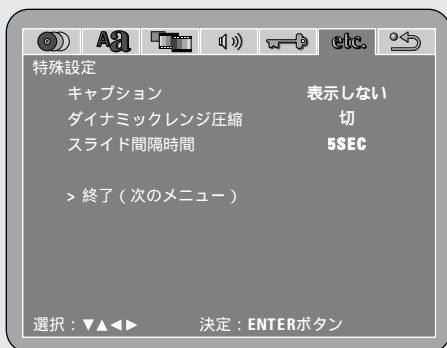 Aあ etc.
特殊設定
キャプション 表示しない
ダイナミックレンジ圧縮 切
スライド間隔時間 5SEC
> 終了 ( 次のメニュー )
選択 : ▼▲◀▶ 決定 : ENTERボタン